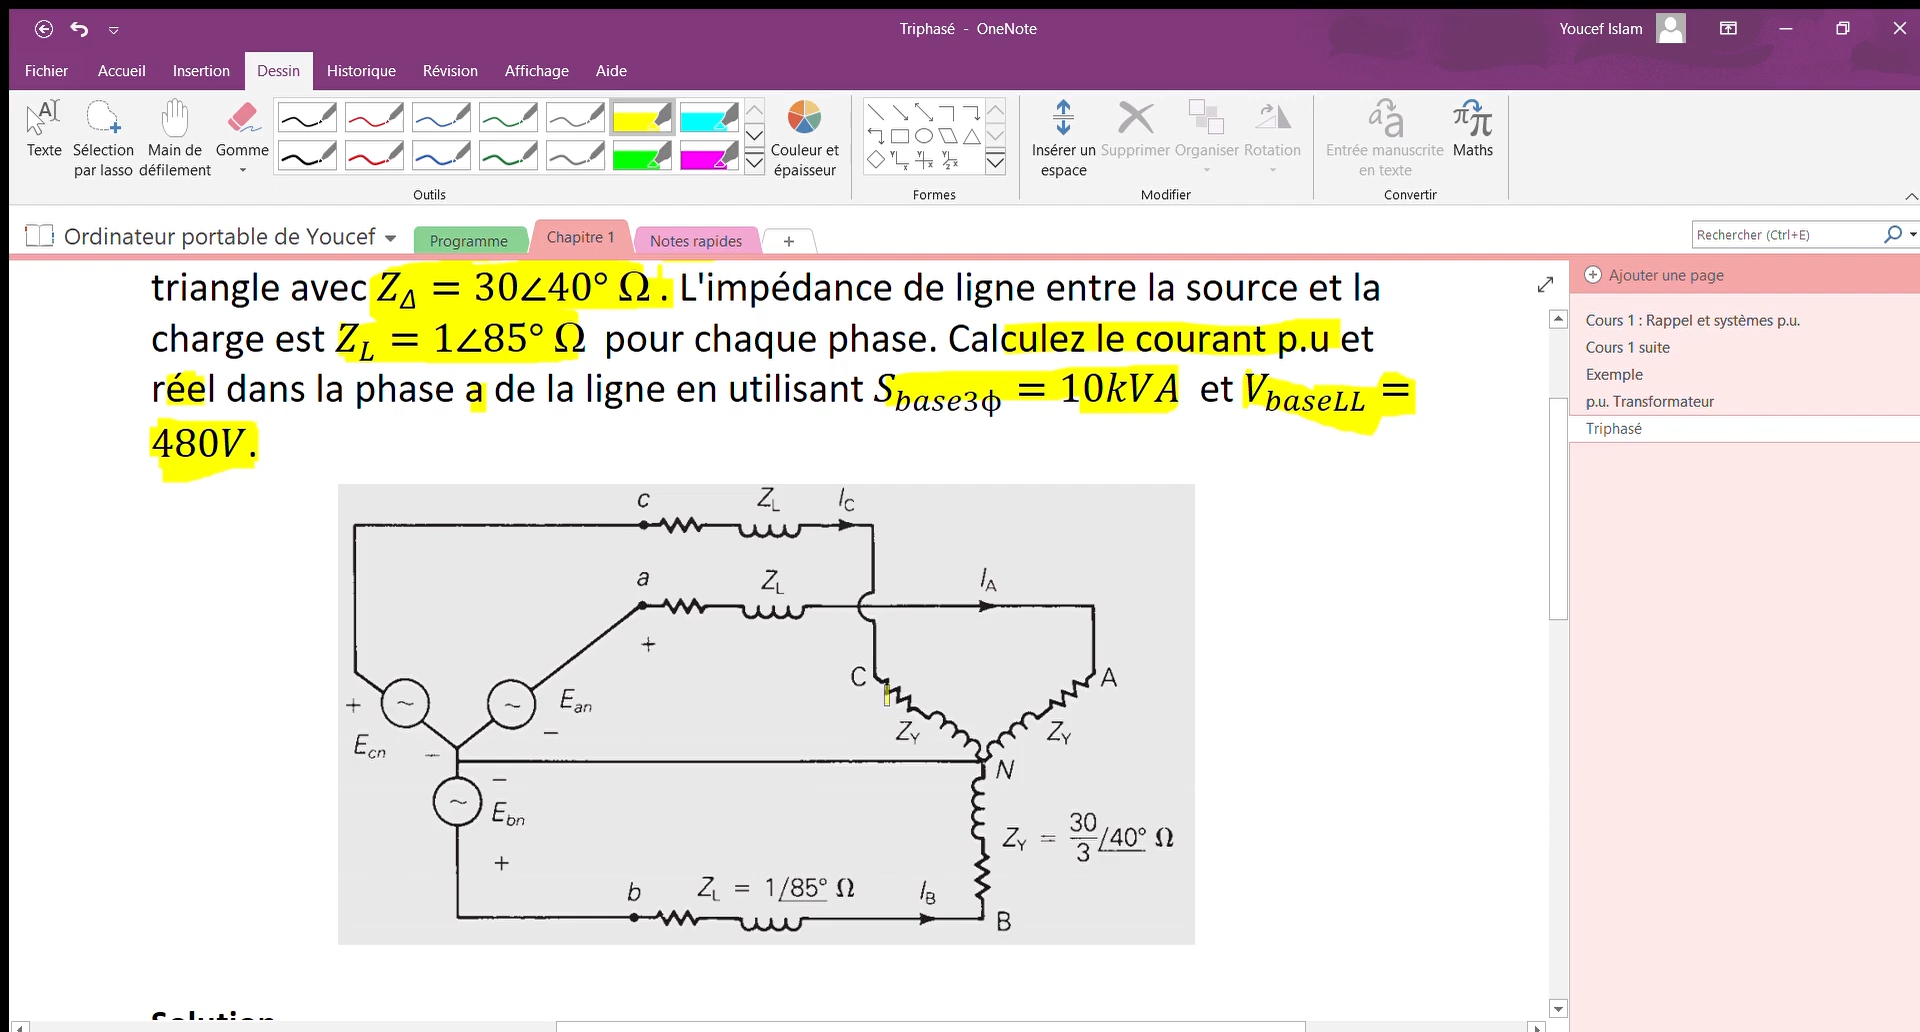 Triphasé - OneNote
Youcef Islam
Fichier Accueil Insertion Dessin Historique Révision Affichage Aide
Texte
Sélection par lasso
Main de défilement
Gomme
Couleur et épaisseur
Insérer un espace
Supprimer
Organiser
Rotation
Entrée manuscrite en texte
Maths
Outils
Formes
Modifier
Convertir
Ordinateur portable de Youcef
Programme
Chapitre 1
Notes rapides
+
Rechercher (Ctrl+E)
Ajouter une page
Cours 1 : Rappel et systèmes p.u.
Cours 1 suite
Exemple
p.u. Transformateur
Triphasé
triangle avec Z_Δ = 30∠40° Ω . L'impédance de ligne entre la source et la
charge est Z_L = 1∠85° Ω pour chaque phase. Calculez le courant p.u et
réel dans la phase a de la ligne en utilisant S_base3ϕ = 10kVA et V_baseLL =
480V.
c Z_L I_C
a Z_L I_A
+
C A
+ E_cn −
E_an −
Z_Y Z_Y
N
− E_bn +
Z_Y = 30/3 /40° Ω
b Z_L = 1/85° Ω I_B
B
Solution